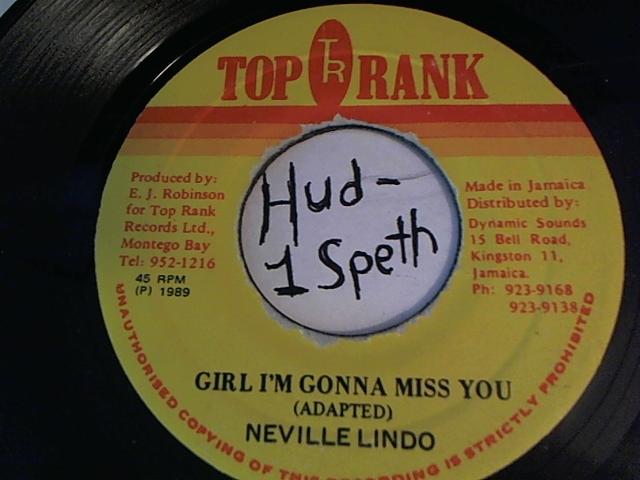 TOP TR RANK
Hud-
1 Speth
Produced by:
E. J. Robinson
for Top Rank
Records Ltd.,
Montego Bay
Tel: 952-1216
45 RPM
(P) 1989
Made in Jamaica
Distributed by:
Dynamic Sounds
15 Bell Road,
Kingston 11,
Jamaica.
Ph: 923-9168
923-9138
GIRL I'M GONNA MISS YOU
(ADAPTED)
NEVILLE LINDO
UNAUTHORISED COPYING OF THIS RECORDING IS STRICTLY PROHIBITED